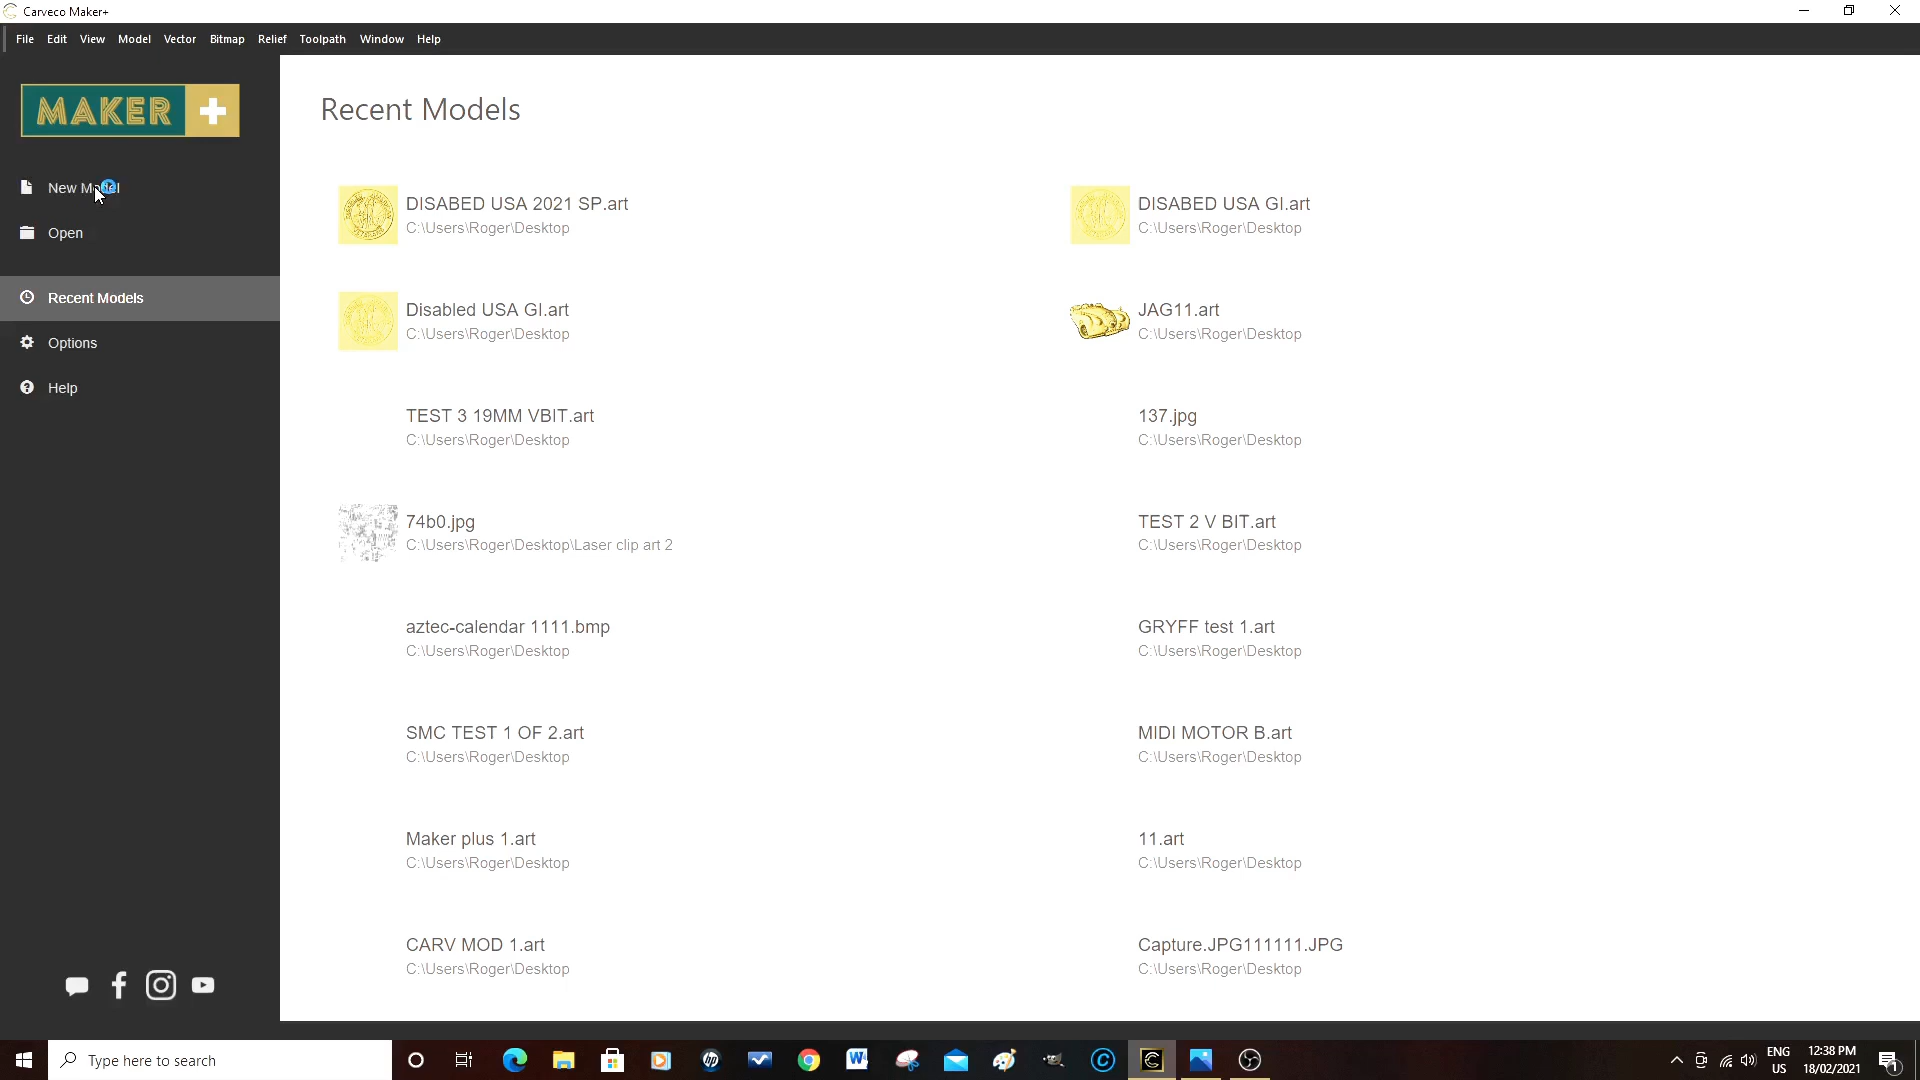 Carveco Maker+
File Edit View Model Vector Bitmap Relief Toolpath Window Help
MAKER +
New Model
Open
Recent Models
Options
Help
Recent Models
DISABED USA 2021 SP.art
C:\Users\Roger\Desktop
DISABED USA GI.art
C:\Users\Roger\Desktop
Disabled USA GI.art
C:\Users\Roger\Desktop
JAG11.art
C:\Users\Roger\Desktop
TEST 3 19MM VBIT.art
C:\Users\Roger\Desktop
137.jpg
C:\Users\Roger\Desktop
74b0.jpg
C:\Users\Roger\Desktop\Laser clip art 2
TEST 2 V BIT.art
C:\Users\Roger\Desktop
aztec-calendar 1111.bmp
C:\Users\Roger\Desktop
GRYFF test 1.art
C:\Users\Roger\Desktop
SMC TEST 1 OF 2.art
C:\Users\Roger\Desktop
MIDI MOTOR B.art
C:\Users\Roger\Desktop
Maker plus 1.art
C:\Users\Roger\Desktop
11.art
C:\Users\Roger\Desktop
CARV MOD 1.art
C:\Users\Roger\Desktop
Capture.JPG111111.JPG
C:\Users\Roger\Desktop
Type here to search
ENG
US
12:38 PM
18/02/2021
1